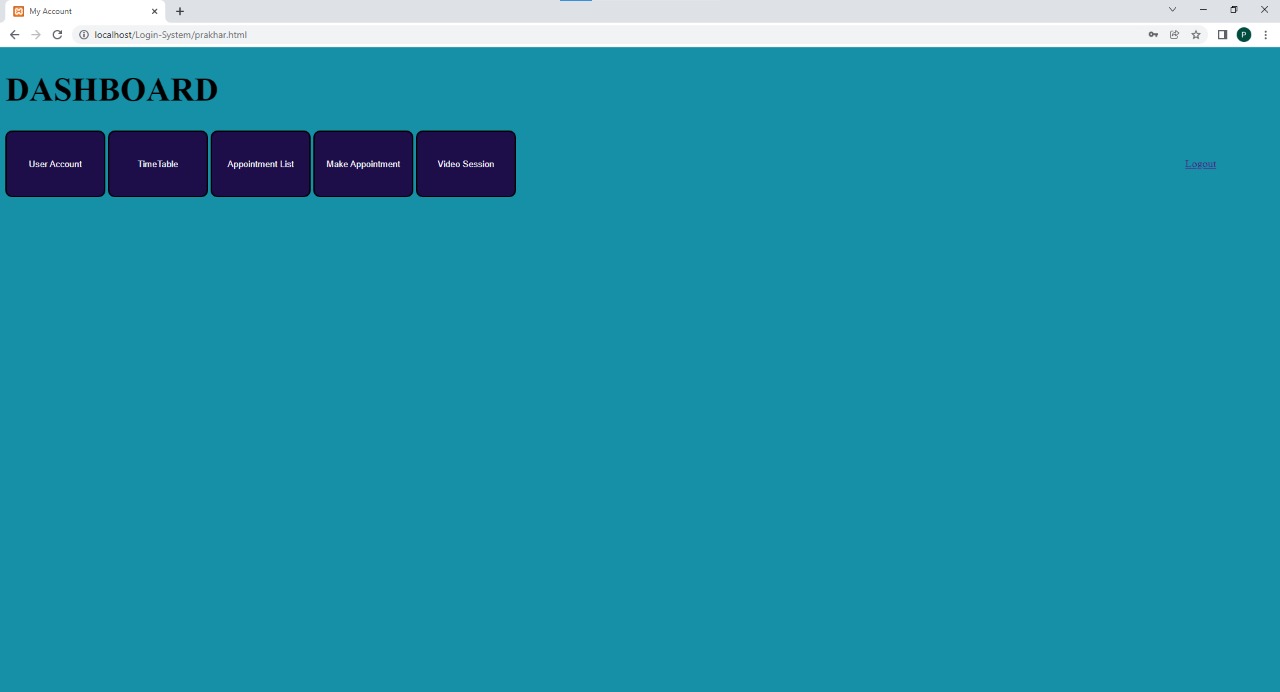 My Account
localhost/Login-System/prakhar.html
P
DASHBOARD
User Account
TimeTable
Appointment List
Make Appointment
Video Session
Logout